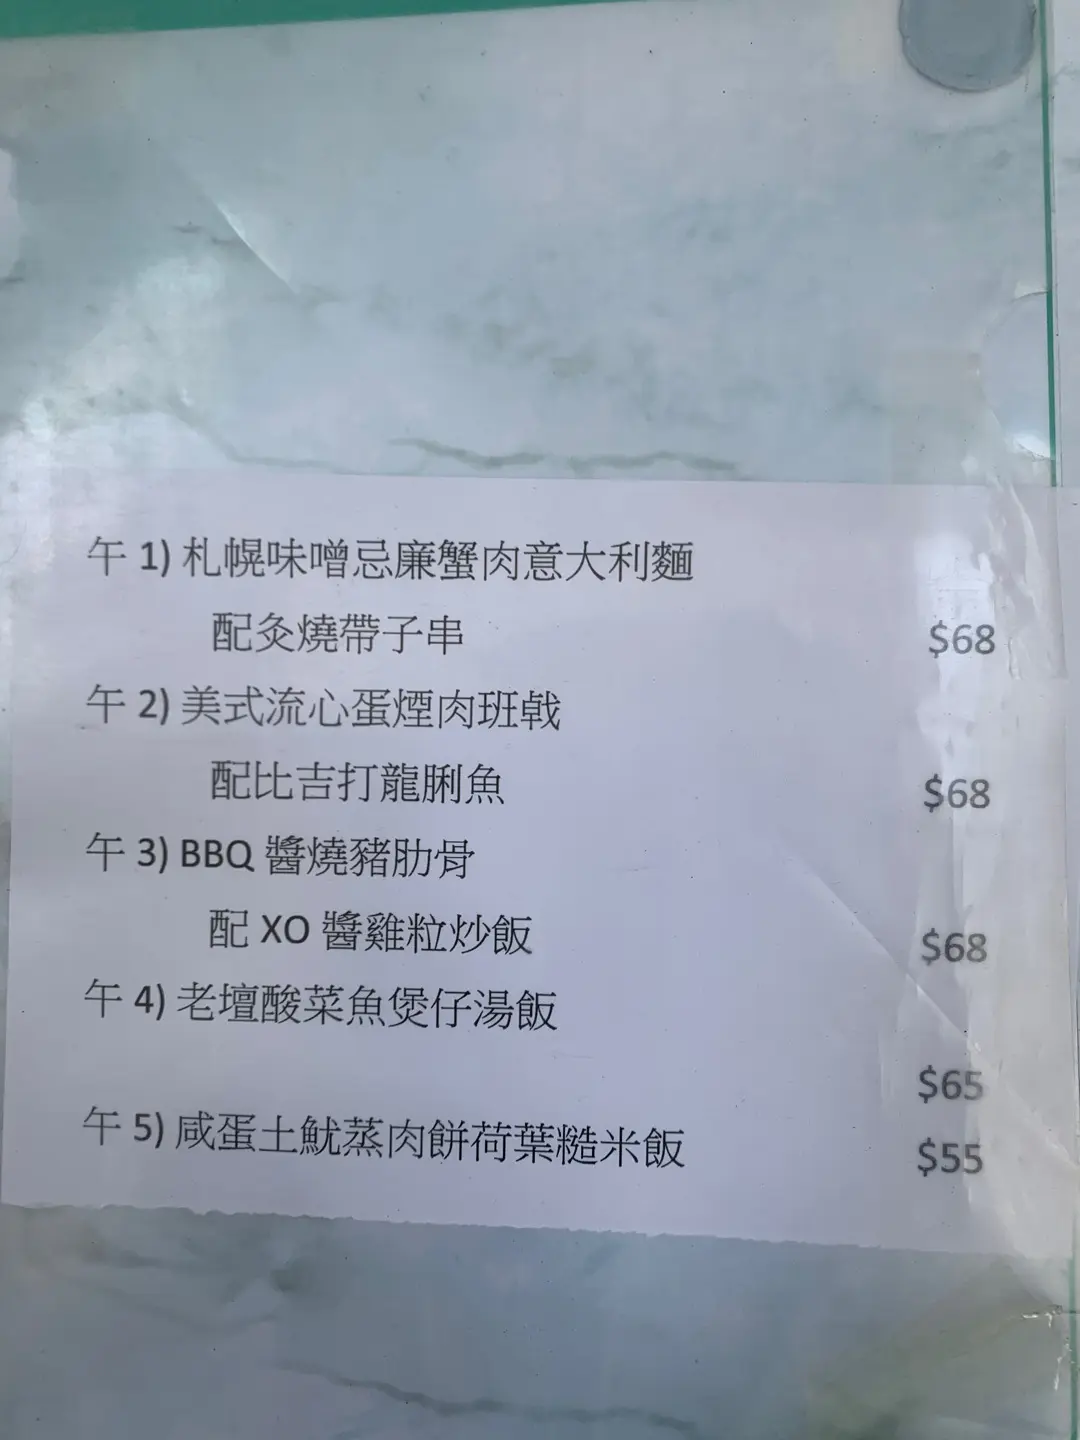 午 1) 札幌味噌忌廉蟹肉意大利麵
配灸燒帶子串 $68
午 2) 美式流心蛋煙肉班戟
配比吉打龍脷魚 $68
午 3) BBQ 醬燒豬肋骨
配 XO 醬雞粒炒飯 $68
午 4) 老壇酸菜魚煲仔湯飯
$65
午 5) 咸蛋土魷蒸肉餅荷葉糙米飯 $55